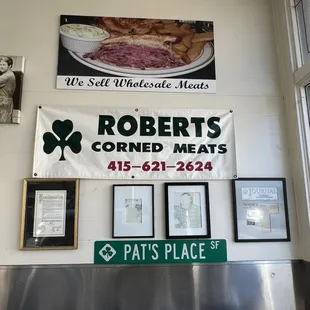 We Sell Wholesale Meats
ROBERTS
CORNED MEATS
415-621-2624
PAT'S PLACE SF